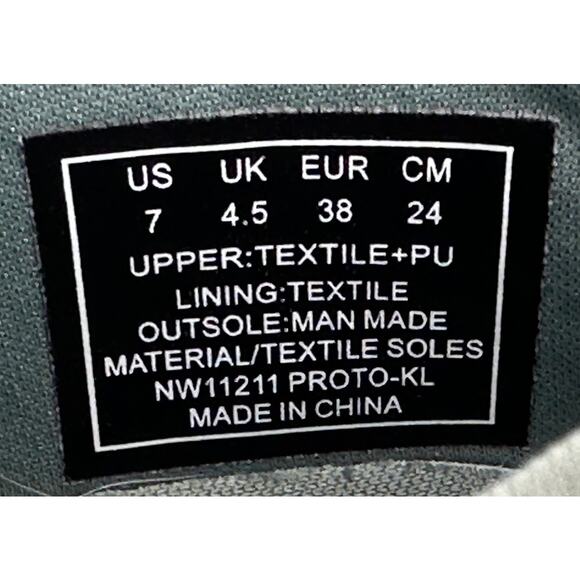 US UK EUR CM
7 4.5 38 24
UPPER:TEXTILE+PU
LINING:TEXTILE
OUTSOLE:MAN MADE
MATERIAL/TEXTILE SOLES
NW11211 PROTO-KL
MADE IN CHINA